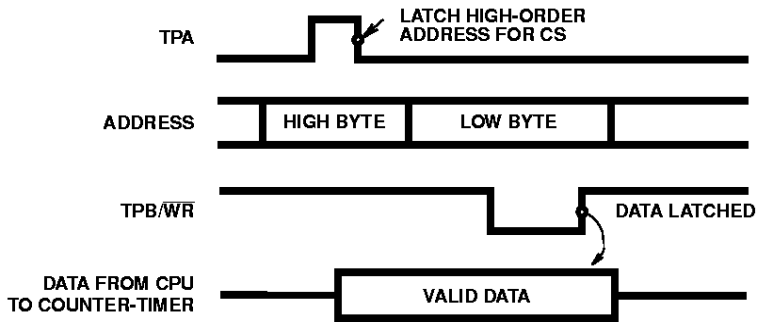 LATCH HIGH-ORDER
ADDRESS FOR CS
TPA
ADDRESS
HIGH BYTE
LOW BYTE
TPB/WR
DATA LATCHED
DATA FROM CPU
TO COUNTER-TIMER
VALID DATA